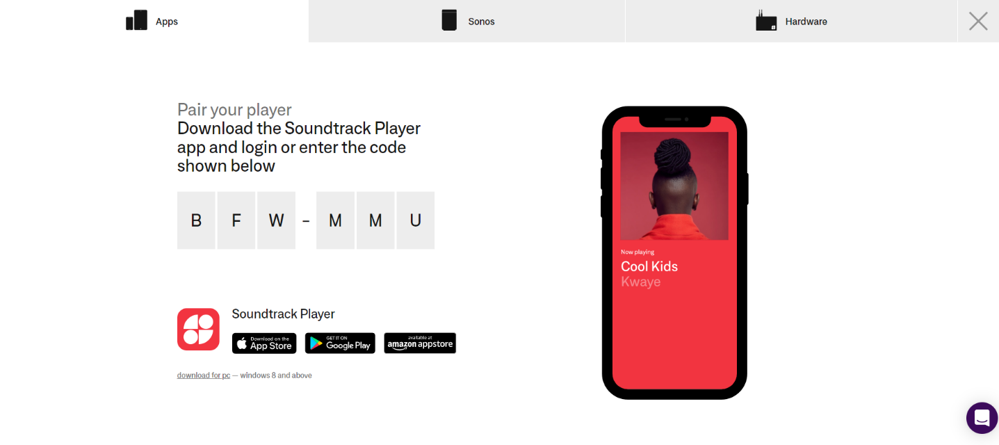 Apps
Sonos
Hardware
Pair your player
Download the Soundtrack Player
app and login or enter the code
shown below
B F W – M M U
Now playing
Cool Kids
Kwaye
Soundtrack Player
Download on the
App Store
GET IT ON
Google Play
available at
amazon appstore
download for pc — windows 8 and above